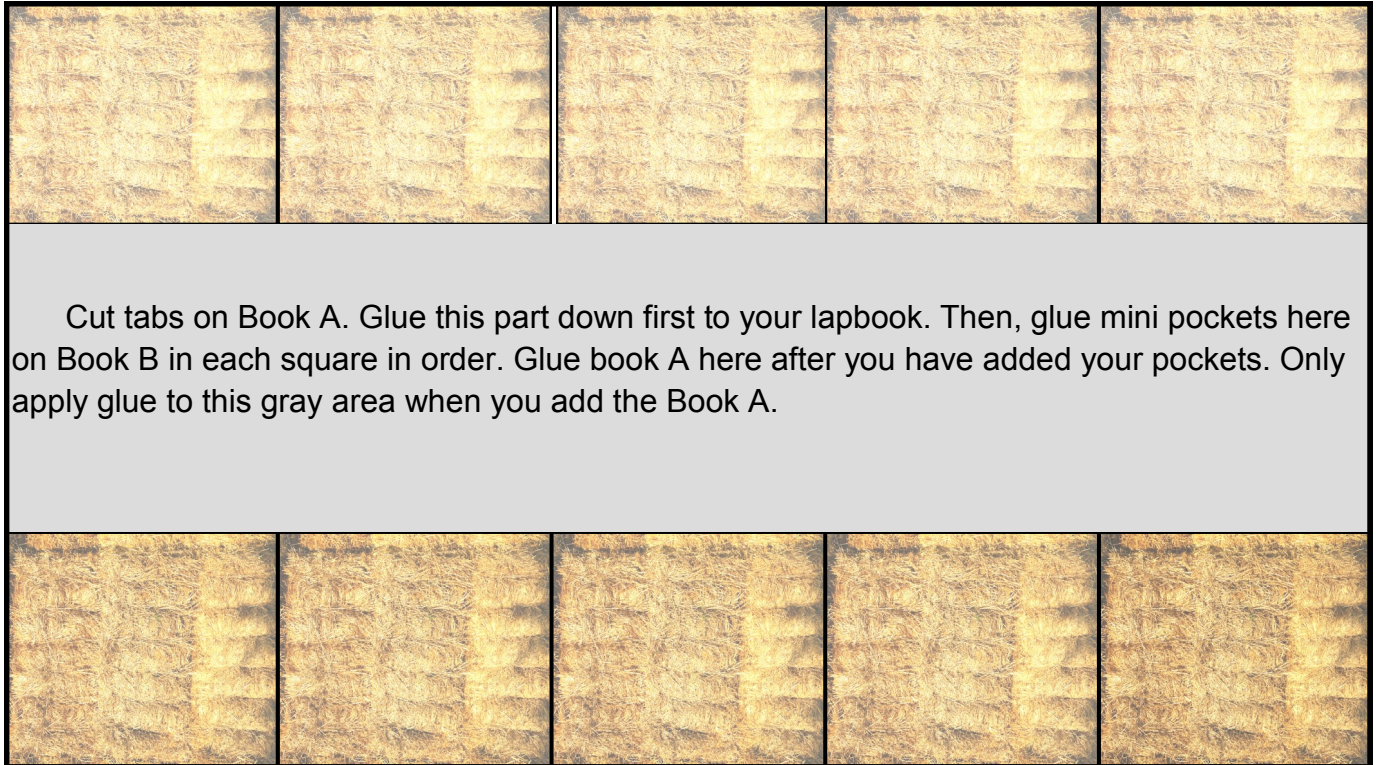 Cut tabs on Book A. Glue this part down first to your lapbook. Then, glue mini pockets here
on Book B in each square in order. Glue book A here after you have added your pockets. Only
apply glue to this gray area when you add the Book A.